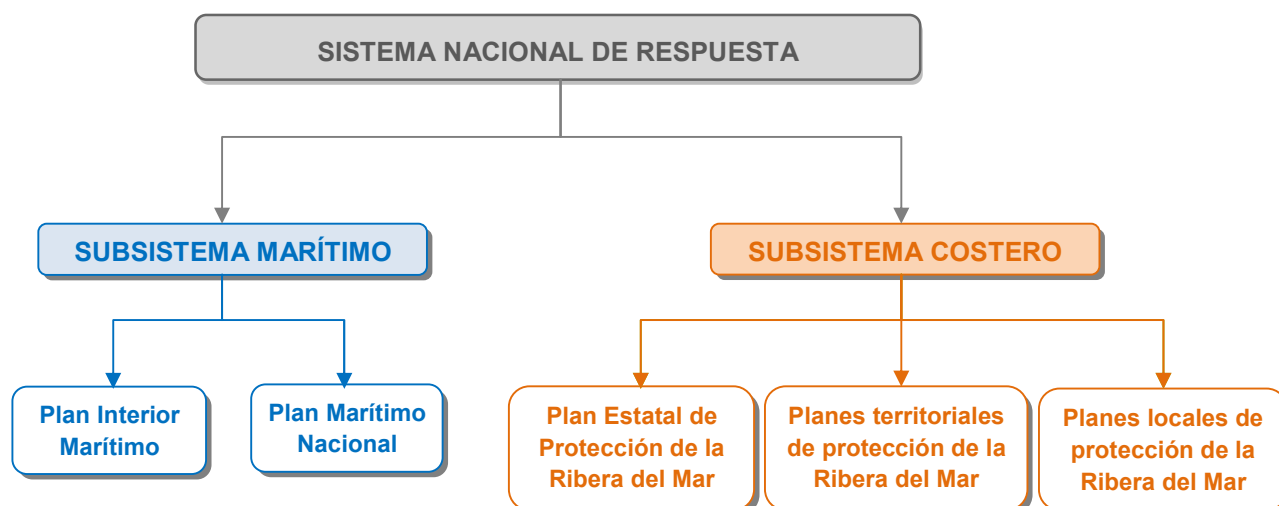 SISTEMA NACIONAL DE RESPUESTA
SUBSISTEMA MARÍTIMO
SUBSISTEMA COSTERO
Plan Interior
Marítimo
Plan Marítimo
Nacional
Plan Estatal de
Protección de la
Ribera del Mar
Planes territoriales
de protección de la
Ribera del Mar
Planes locales de
protección de la
Ribera del Mar